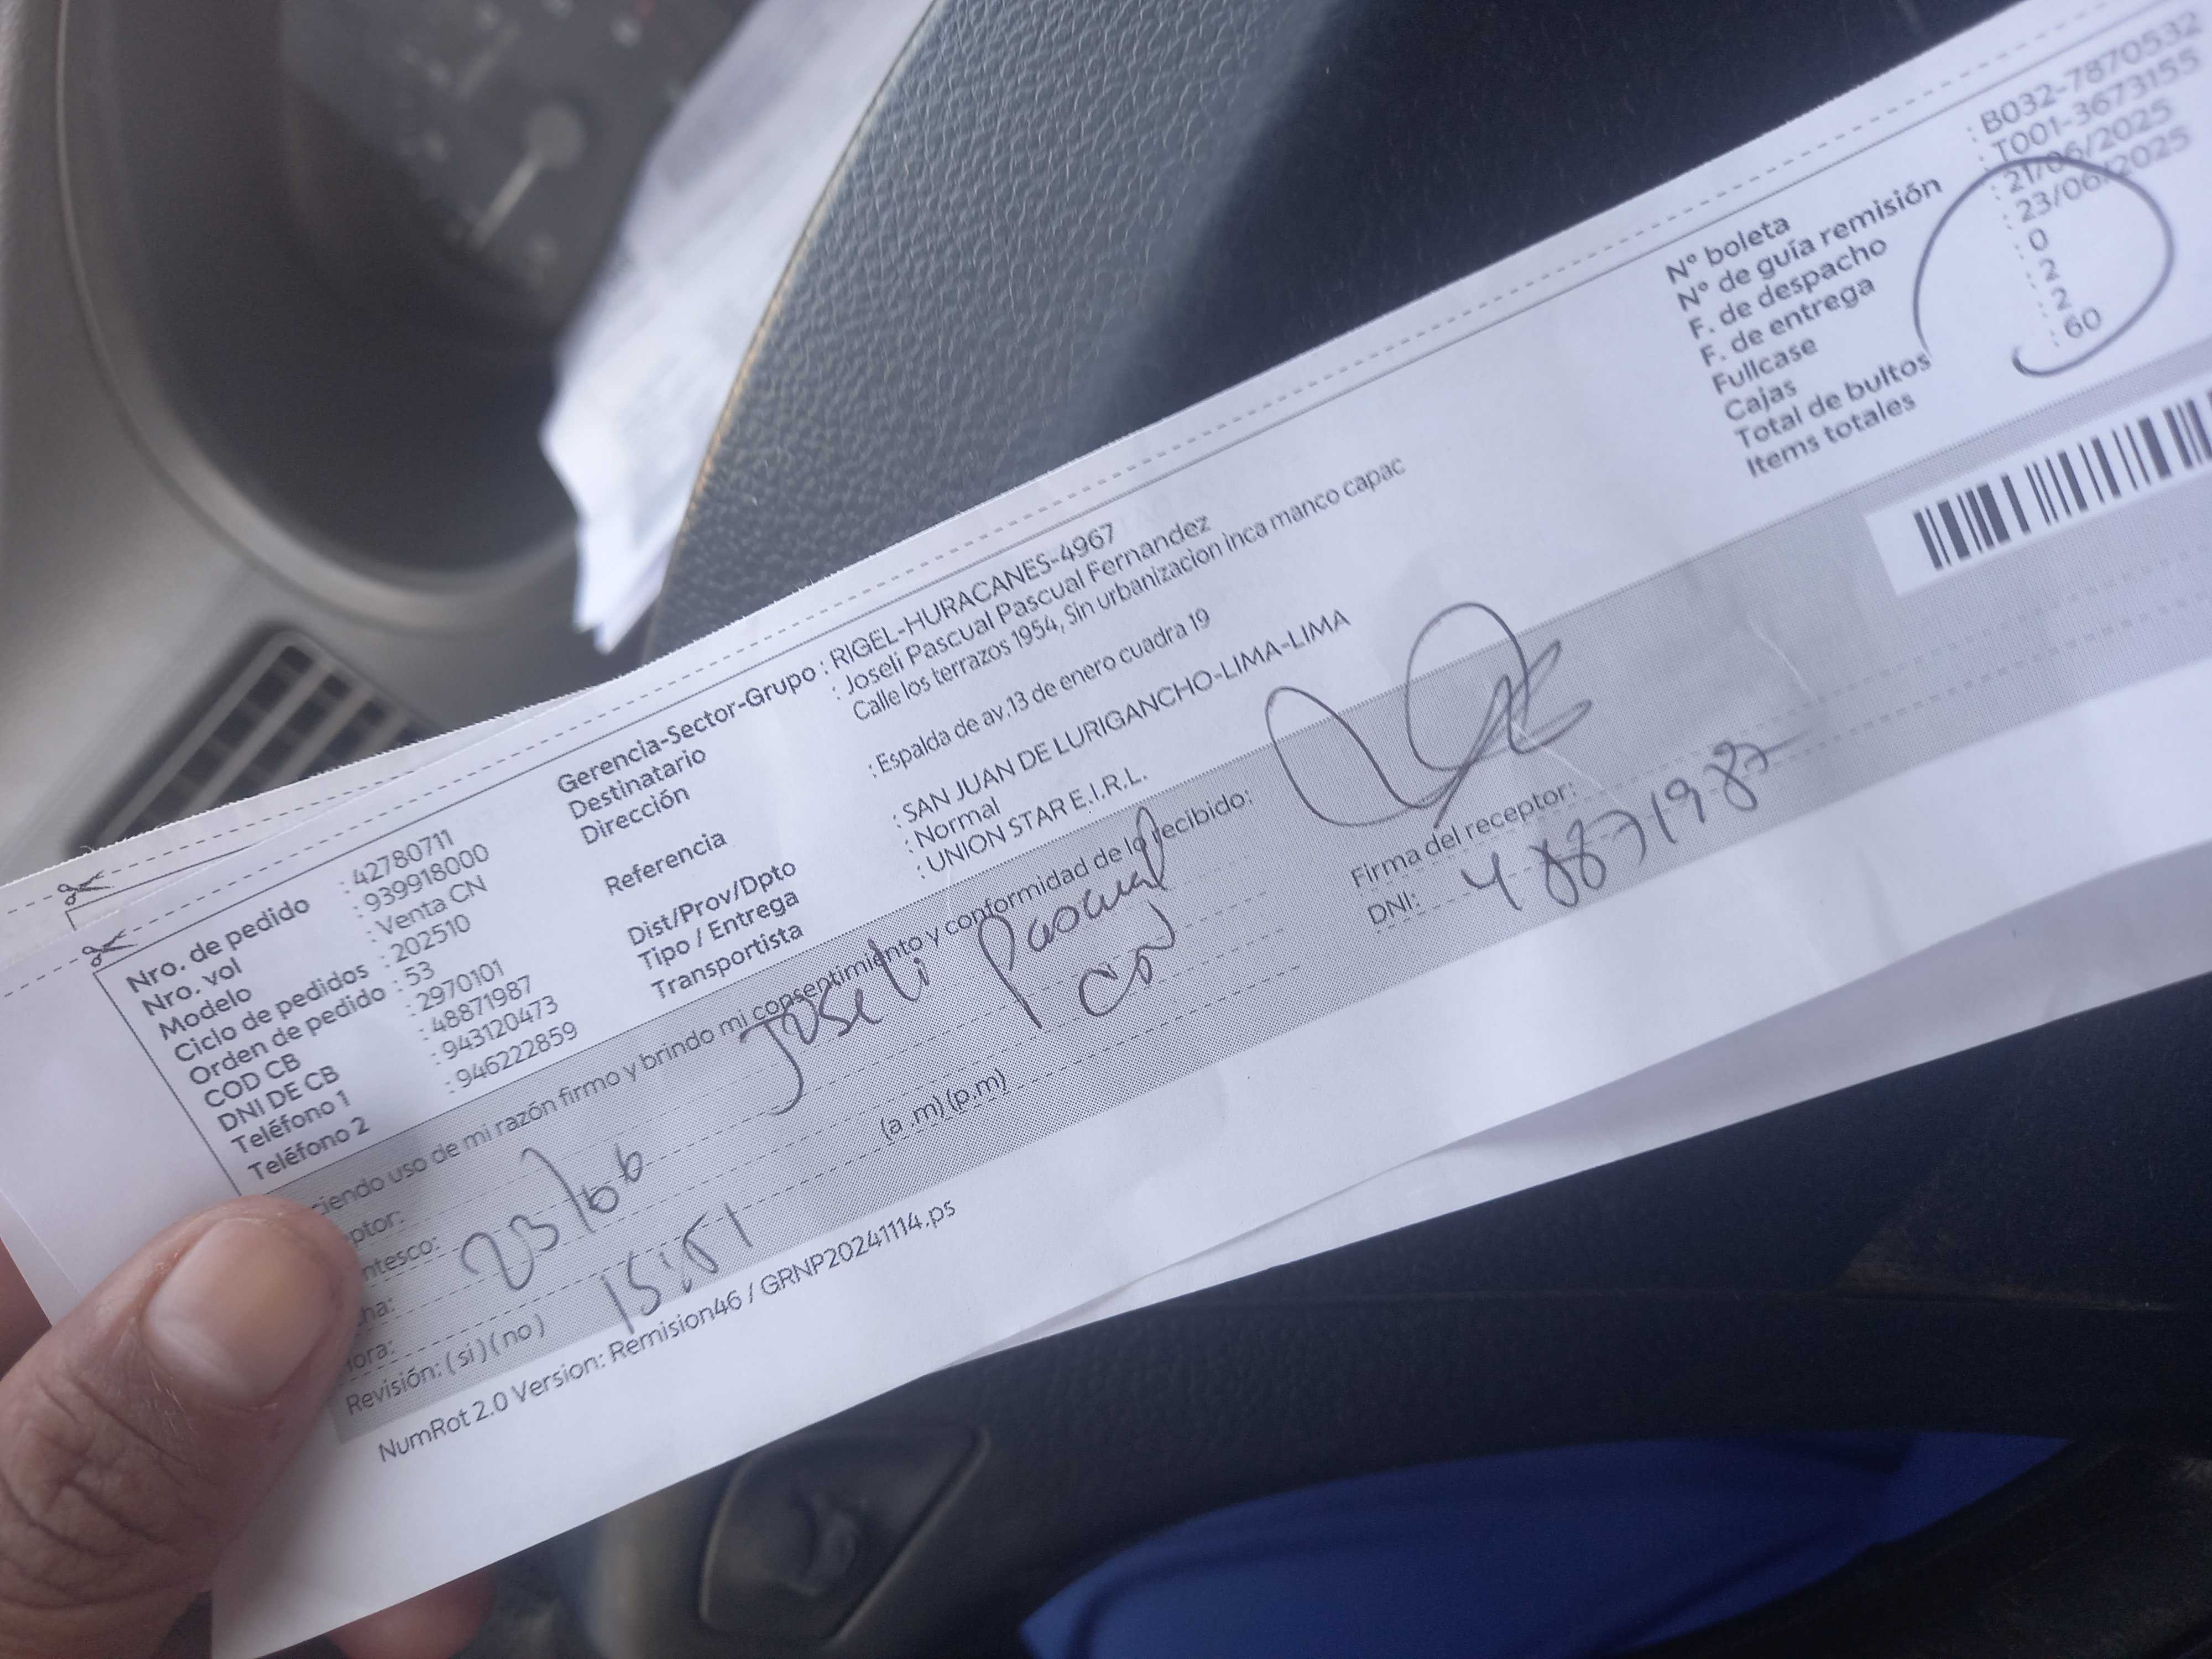 Nro. de pedido : 42780711
Nro. vol : 939918000
Modelo : Venta CN
Ciclo de pedidos : 202510
Orden de pedido : 53
COD CB : 2970101
DNI DE CB : 48871987
Teléfono 1 : 943120473
Teléfono 2 : 946222859
Gerencia-Sector-Grupo : RIGEL-HURACANES-4967
Destinatario : Joseli Pascual Pascual Fernandez
Dirección Calle los terrazos 1954, Sin urbanizacion inca manco capac
Referencia : Espalda de av.13 de enero cuadra 19
Dist/Prov/Dpto : SAN JUAN DE LURIGANCHO-LIMA-LIMA
Tipo / Entrega : Normal
Transportista : UNION STAR E.I.R.L.
N° boleta : B032-7870532
N° de guía remisión : T001-3673155
F. de despacho : 21/06/2025
F. de entrega : 23/06/2025
Fullcase : 0
Cajas : 2
Total de bultos : 2
Items totales : 60
ciendo uso de mi razón firmo y brindo mi consentimiento y conformidad de lo recibido:
ptor: Joseli Pascual
ntesco: CN
ha: 23/06
ora: 15:51 (a .m) (p.m)
Revisión: (si) (no)
Firma del receptor:
DNI: 48871987
NumRot 2.0 Version: Remision46 / GRNP20241114.ps